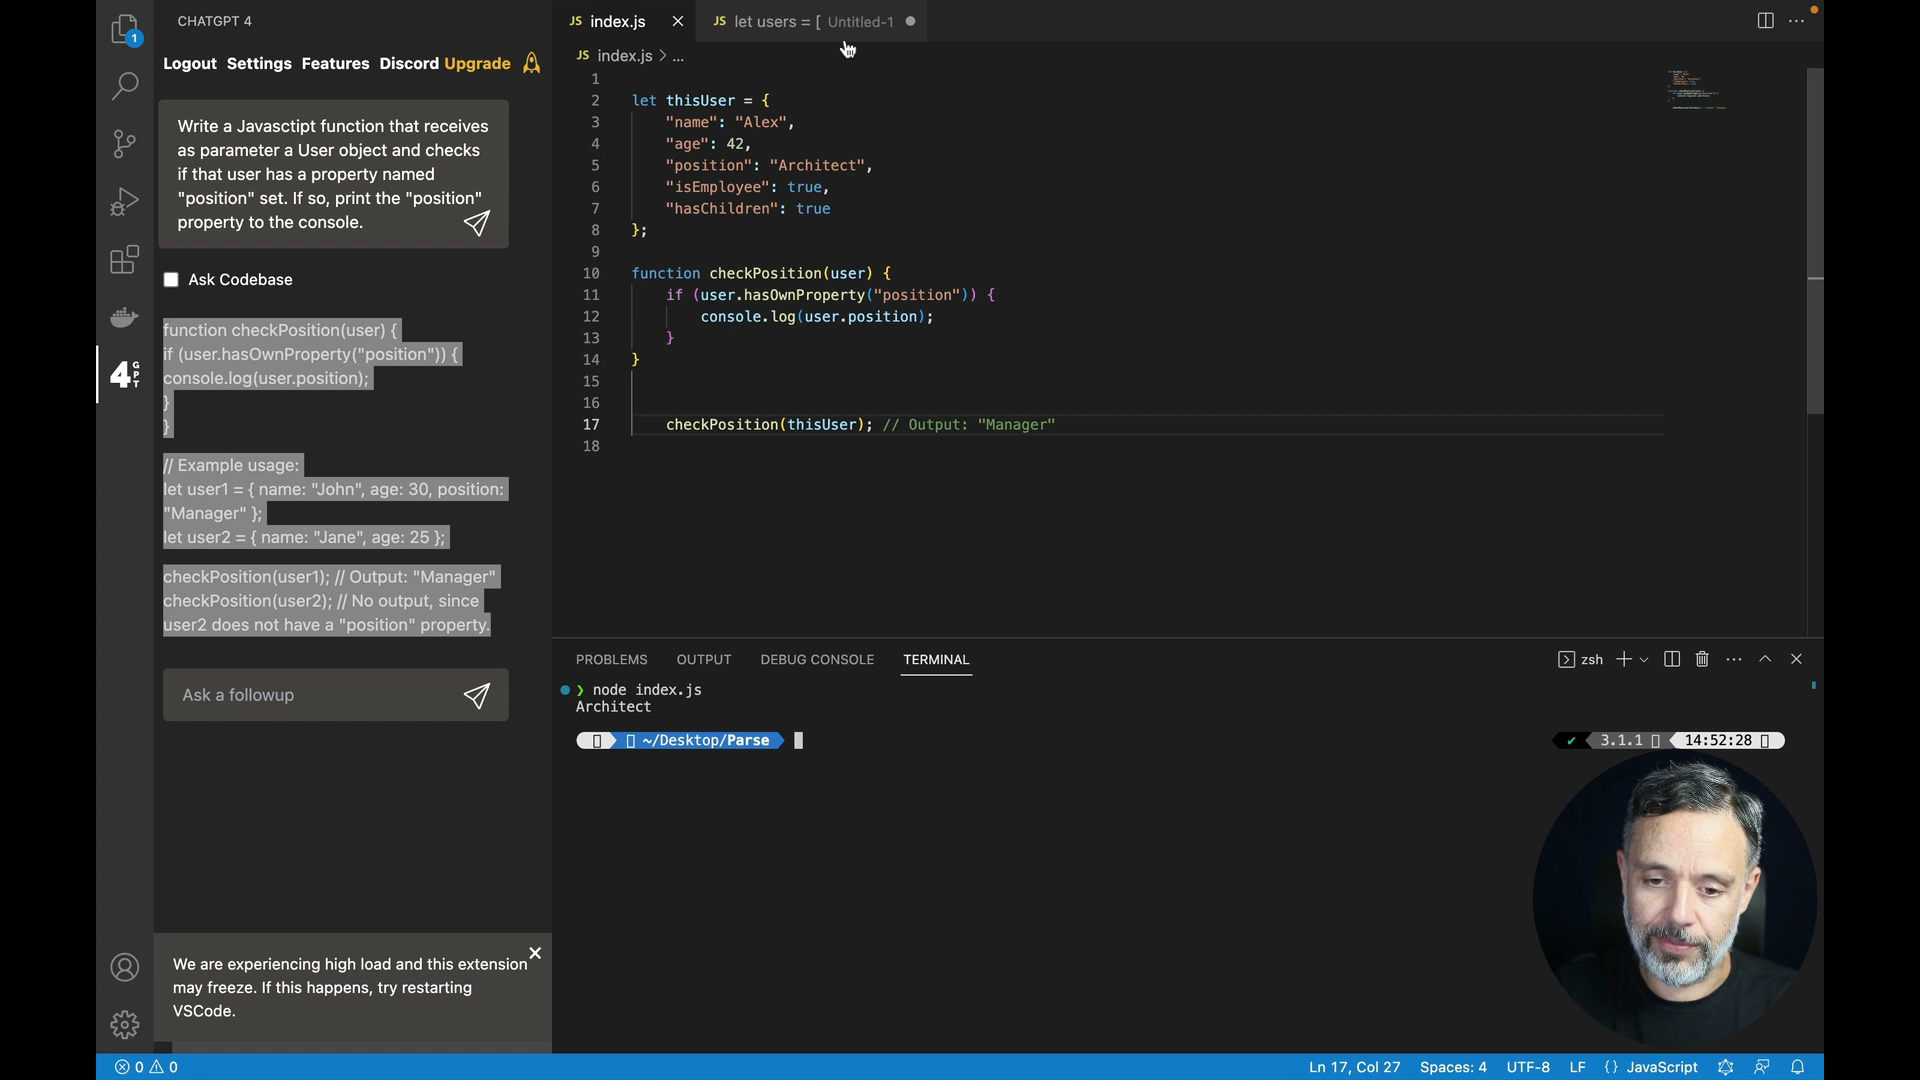 CHATGPT 4
Logout Settings Features Discord Upgrade
Write a Javasctipt function that receives
as parameter a User object and checks
if that user has a property named
"position" set. If so, print the "position"
property to the console.
Ask Codebase
function checkPosition(user) {
if (user.hasOwnProperty("position")) {
console.log(user.position);
}
}
// Example usage:
let user1 = { name: "John", age: 30, position:
"Manager" };
let user2 = { name: "Jane", age: 25 };
checkPosition(user1); // Output: "Manager"
checkPosition(user2); // No output, since
user2 does not have a "position" property.
Ask a followup
We are experiencing high load and this extension
may freeze. If this happens, try restarting
VSCode.
1
4 GPT
JS index.js
JS let users = [ Untitled-1
JS index.js > ...
1
2 let thisUser = {
3 "name": "Alex",
4 "age": 42,
5 "position": "Architect",
6 "isEmployee": true,
7 "hasChildren": true
8 };
9
10 function checkPosition(user) {
11 if (user.hasOwnProperty("position")) {
12 console.log(user.position);
13 }
14 }
15
16
17 checkPosition(thisUser); // Output: "Manager"
18
PROBLEMS OUTPUT DEBUG CONSOLE TERMINAL
zsh
❯ node index.js
Architect
~/Desktop/Parse
✔ 3.1.1 14:52:28
0 0
Ln 17, Col 27 Spaces: 4 UTF-8 LF {} JavaScript